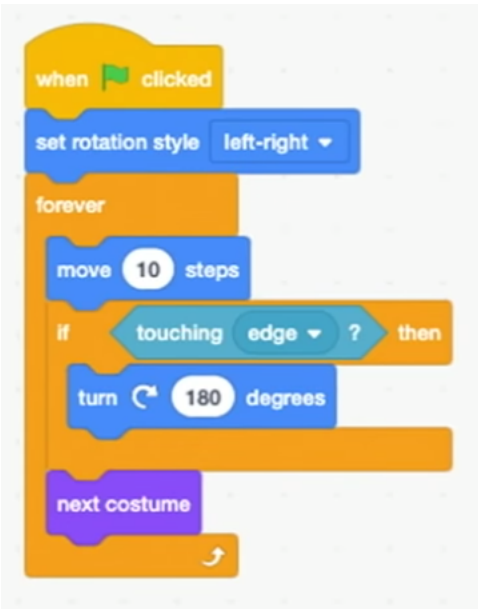 when clicked
set rotation style left-right
forever
move 10 steps
if touching edge ? then
turn 180 degrees
next costume